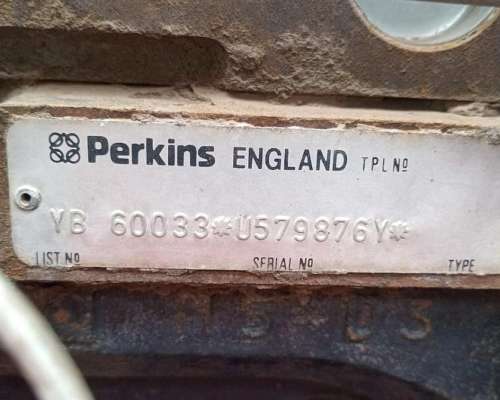 Perkins ENGLAND TPL Nº
YB 60033*U579876Y*
LIST Nº SERIAL Nº TYPE